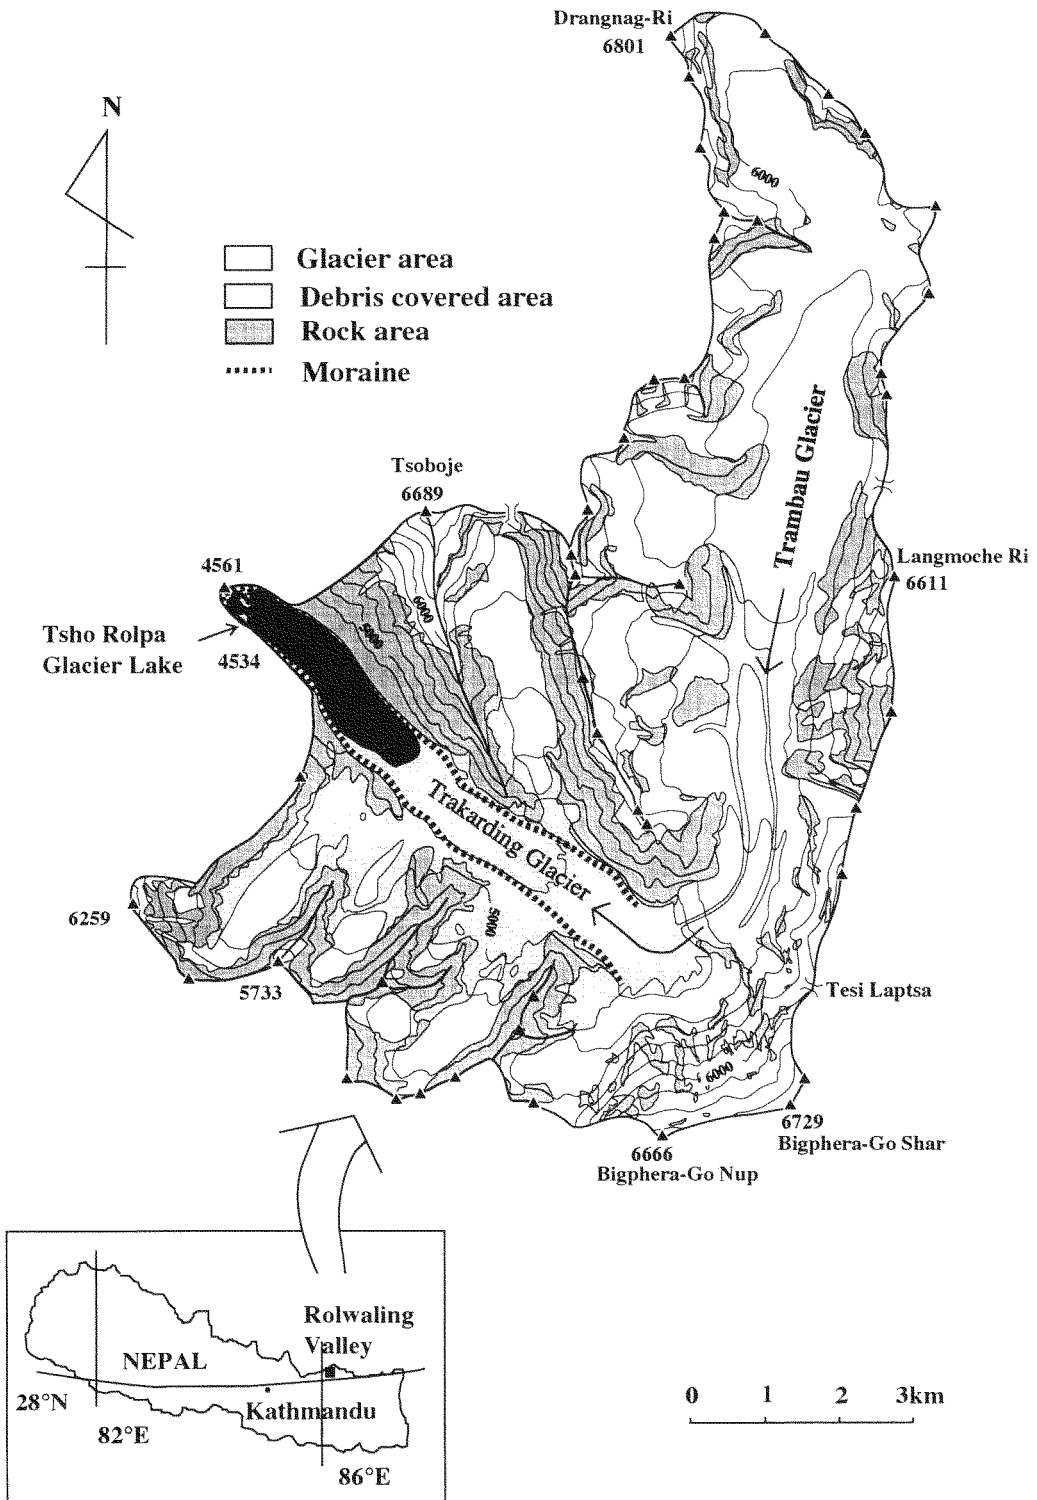 Drangnag-Ri
6801
N
6000
Glacier area
Debris covered area
Rock area
Moraine
Trambau Glacier
Tsoboje
6689
Langmoche Ri
6611
4561
Tsho Rolpa
Glacier Lake
4534
6000
5000
Trakarding Glacier
6259
5000
5733
Tesi Laptsa
6000
6729
Bigphera-Go Shar
6666
Bigphera-Go Nup
Rolwaling
Valley
NEPAL
28°N
Kathmandu
82°E
86°E
0 1 2 3km